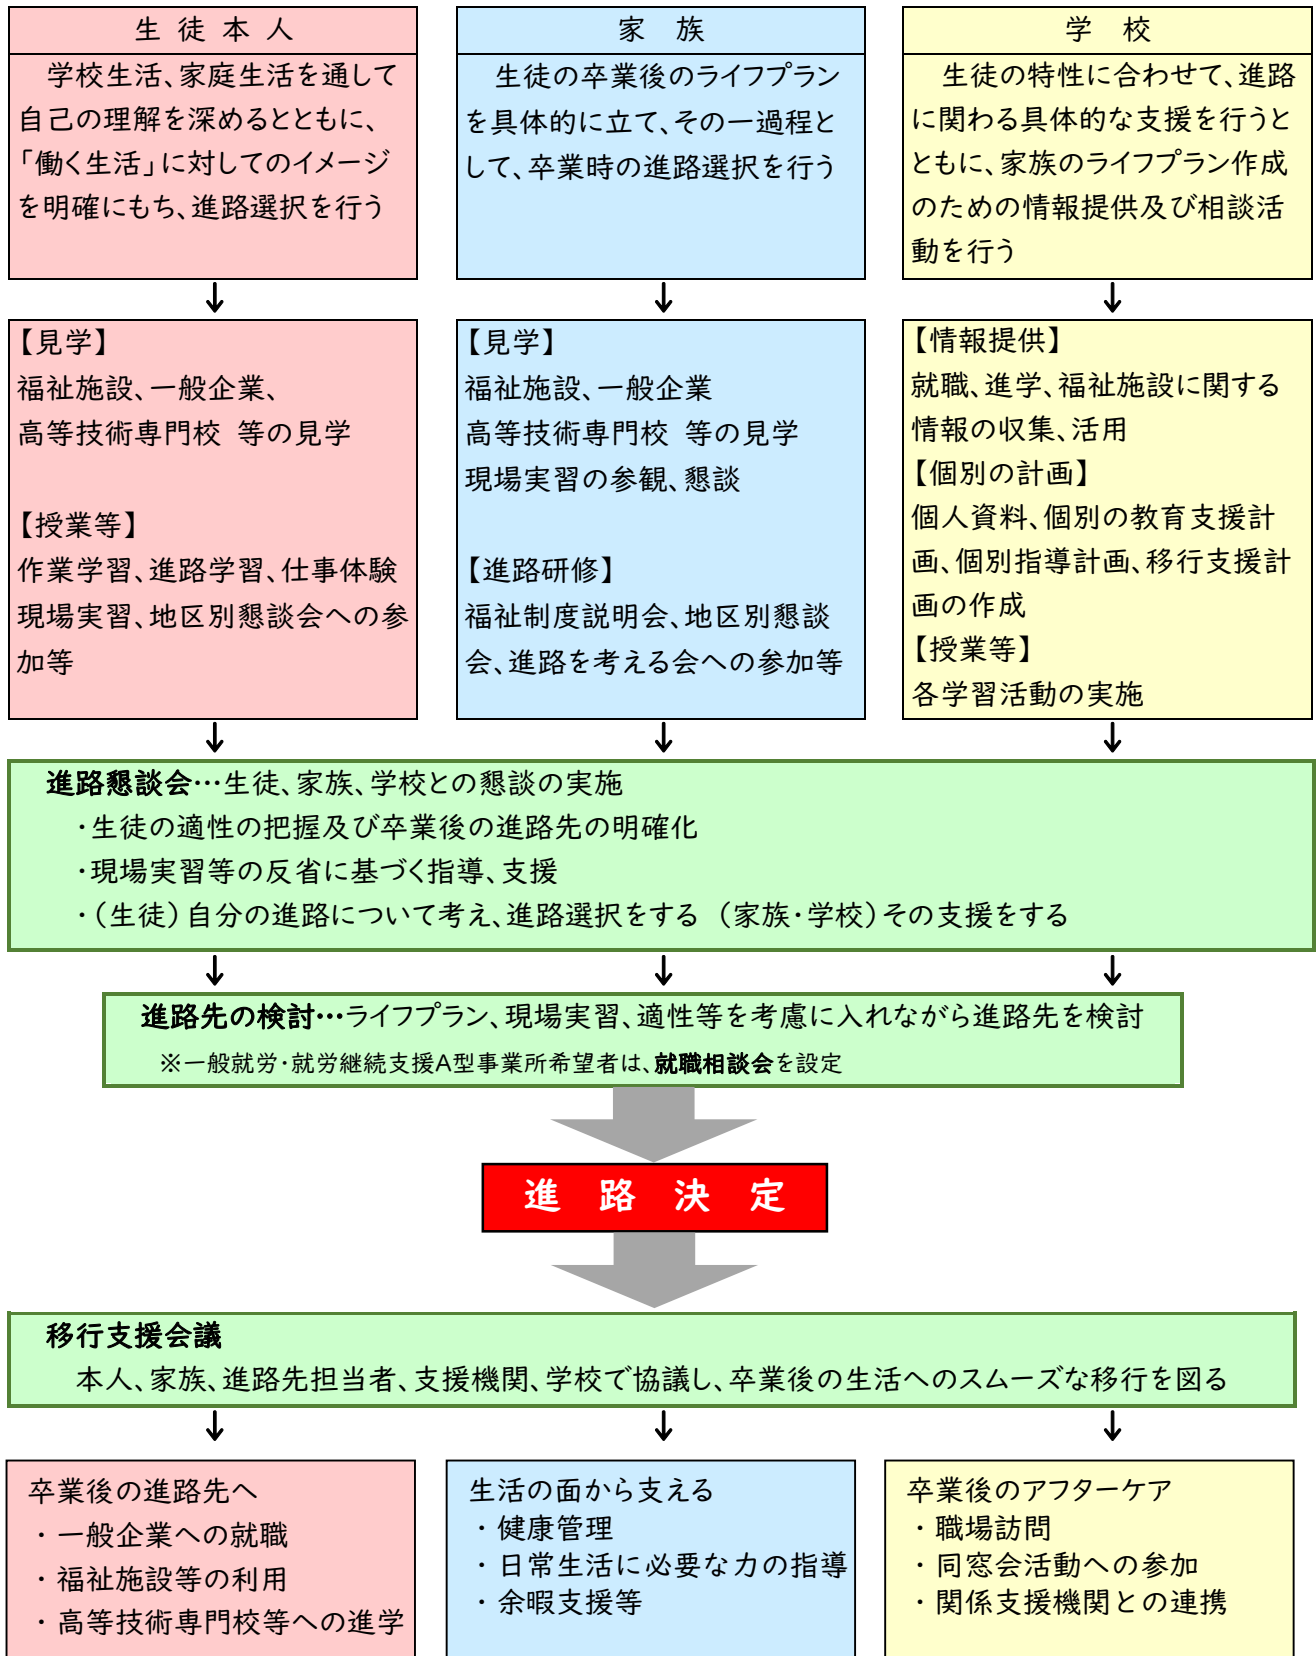 生 徒 本 人
学校生活、家庭生活を通して
自己の理解を深めるとともに、
「働く生活」に対してのイメージ
を明確にもち、進路選択を行う
家　族
生徒の卒業後のライフプラン
を具体的に立て、その一過程と
して、卒業時の進路選択を行う
学　校
生徒の特性に合わせて、進路
に関わる具体的な支援を行うと
ともに、家族のライフプラン作成
のための情報提供及び相談活
動を行う
【見学】
福祉施設、一般企業、
高等技術専門校 等の見学
【授業等】
作業学習、進路学習、仕事体験
現場実習、地区別懇談会への参
加等
【見学】
福祉施設、一般企業
高等技術専門校 等の見学
現場実習の参観、懇談
【進路研修】
福祉制度説明会、地区別懇談
会、進路を考える会への参加等
【情報提供】
就職、進学、福祉施設に関する
情報の収集、活用
【個別の計画】
個人資料、個別の教育支援計
画、個別指導計画、移行支援計
画の作成
【授業等】
各学習活動の実施
進路懇談会…生徒、家族、学校との懇談の実施
・生徒の適性の把握及び卒業後の進路先の明確化
・現場実習等の反省に基づく指導、支援
・（生徒）自分の進路について考え、進路選択をする （家族・学校）その支援をする
進路先の検討…ライフプラン、現場実習、適性等を考慮に入れながら進路先を検討
※一般就労・就労継続支援A型事業所希望者は、就職相談会を設定
進　路　決　定
移行支援会議
本人、家族、進路先担当者、支援機関、学校で協議し、卒業後の生活へのスムーズな移行を図る
卒業後の進路先へ
・一般企業への就職
・福祉施設等の利用
・高等技術専門校等への進学
生活の面から支える
・健康管理
・日常生活に必要な力の指導
・余暇支援等
卒業後のアフターケア
・職場訪問
・同窓会活動への参加
・関係支援機関との連携